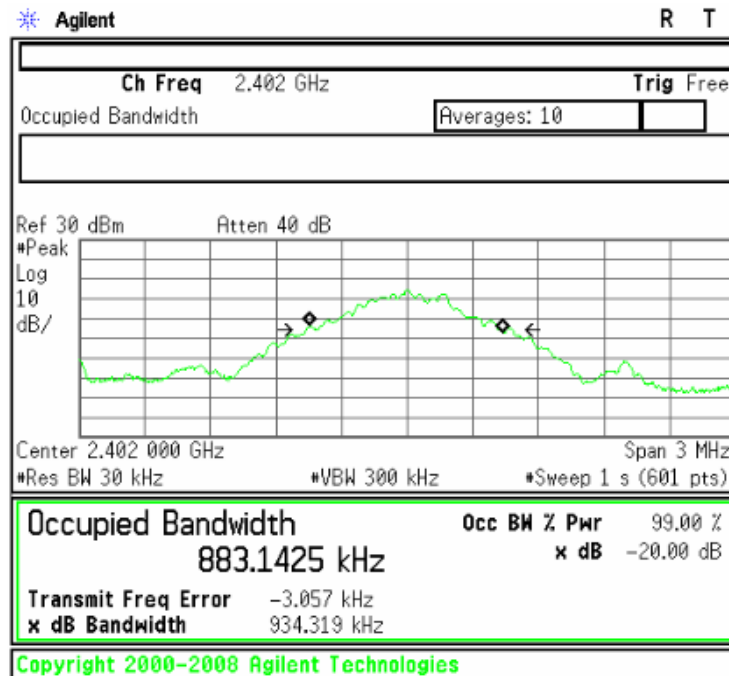 Agilent R T
Ch Freq 2.402 GHz Trig Free
Occupied Bandwidth Averages: 10
Ref 30 dBm Atten 40 dB
#Peak
Log
10
dB/
Center 2.402 000 GHz Span 3 MHz
#Res BW 30 kHz #VBW 300 kHz #Sweep 1 s (601 pts)
Occupied Bandwidth Occ BW % Pwr 99.00 %
883.1425 kHz x dB -20.00 dB
Transmit Freq Error -3.057 kHz
x dB Bandwidth 934.319 kHz
Copyright 2000-2008 Agilent Technologies